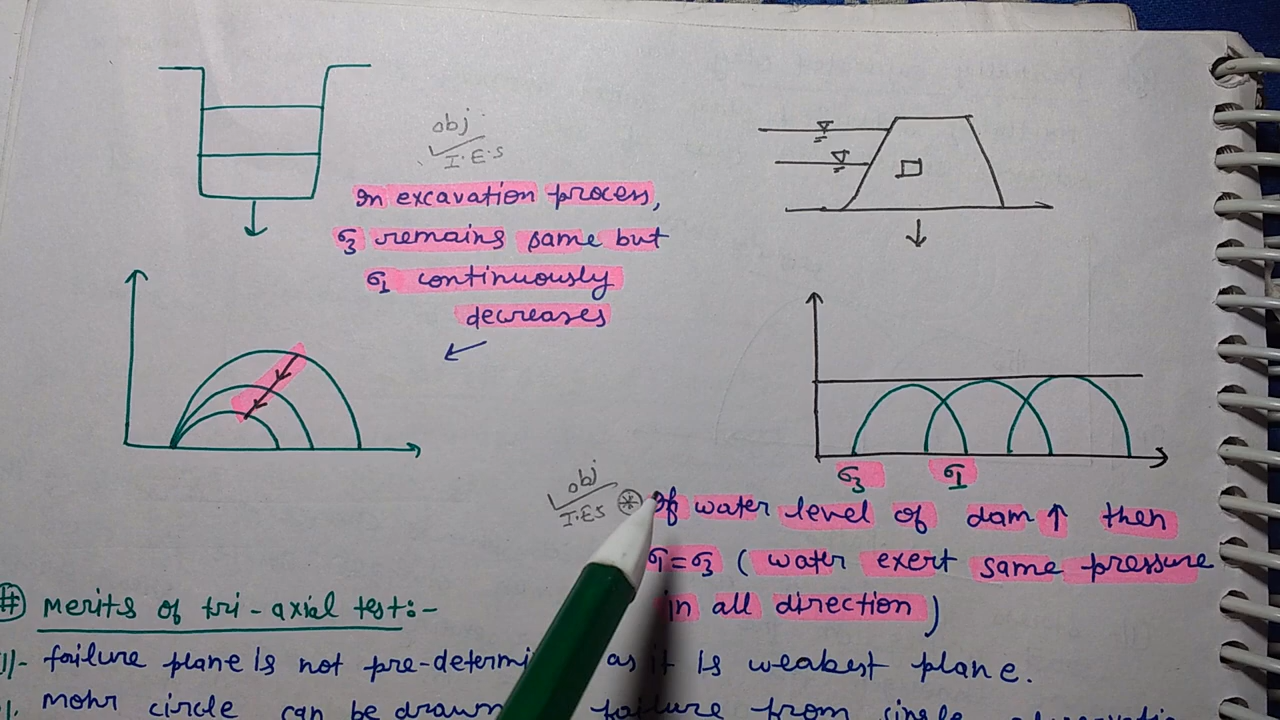 obj
I.E.S
In excavation process,
σ3 remains same but
σ1 continuously
decreases
σ3 σ1
obj
I.ES
If water level of dam ↑ then
σ1=σ3 ( water exert same pressure
in all direction )
# Merits of tri-axial test:-
1)- failure plane is not pre-determi as it is weakest plane.
mohr circle can be drawn failure from single